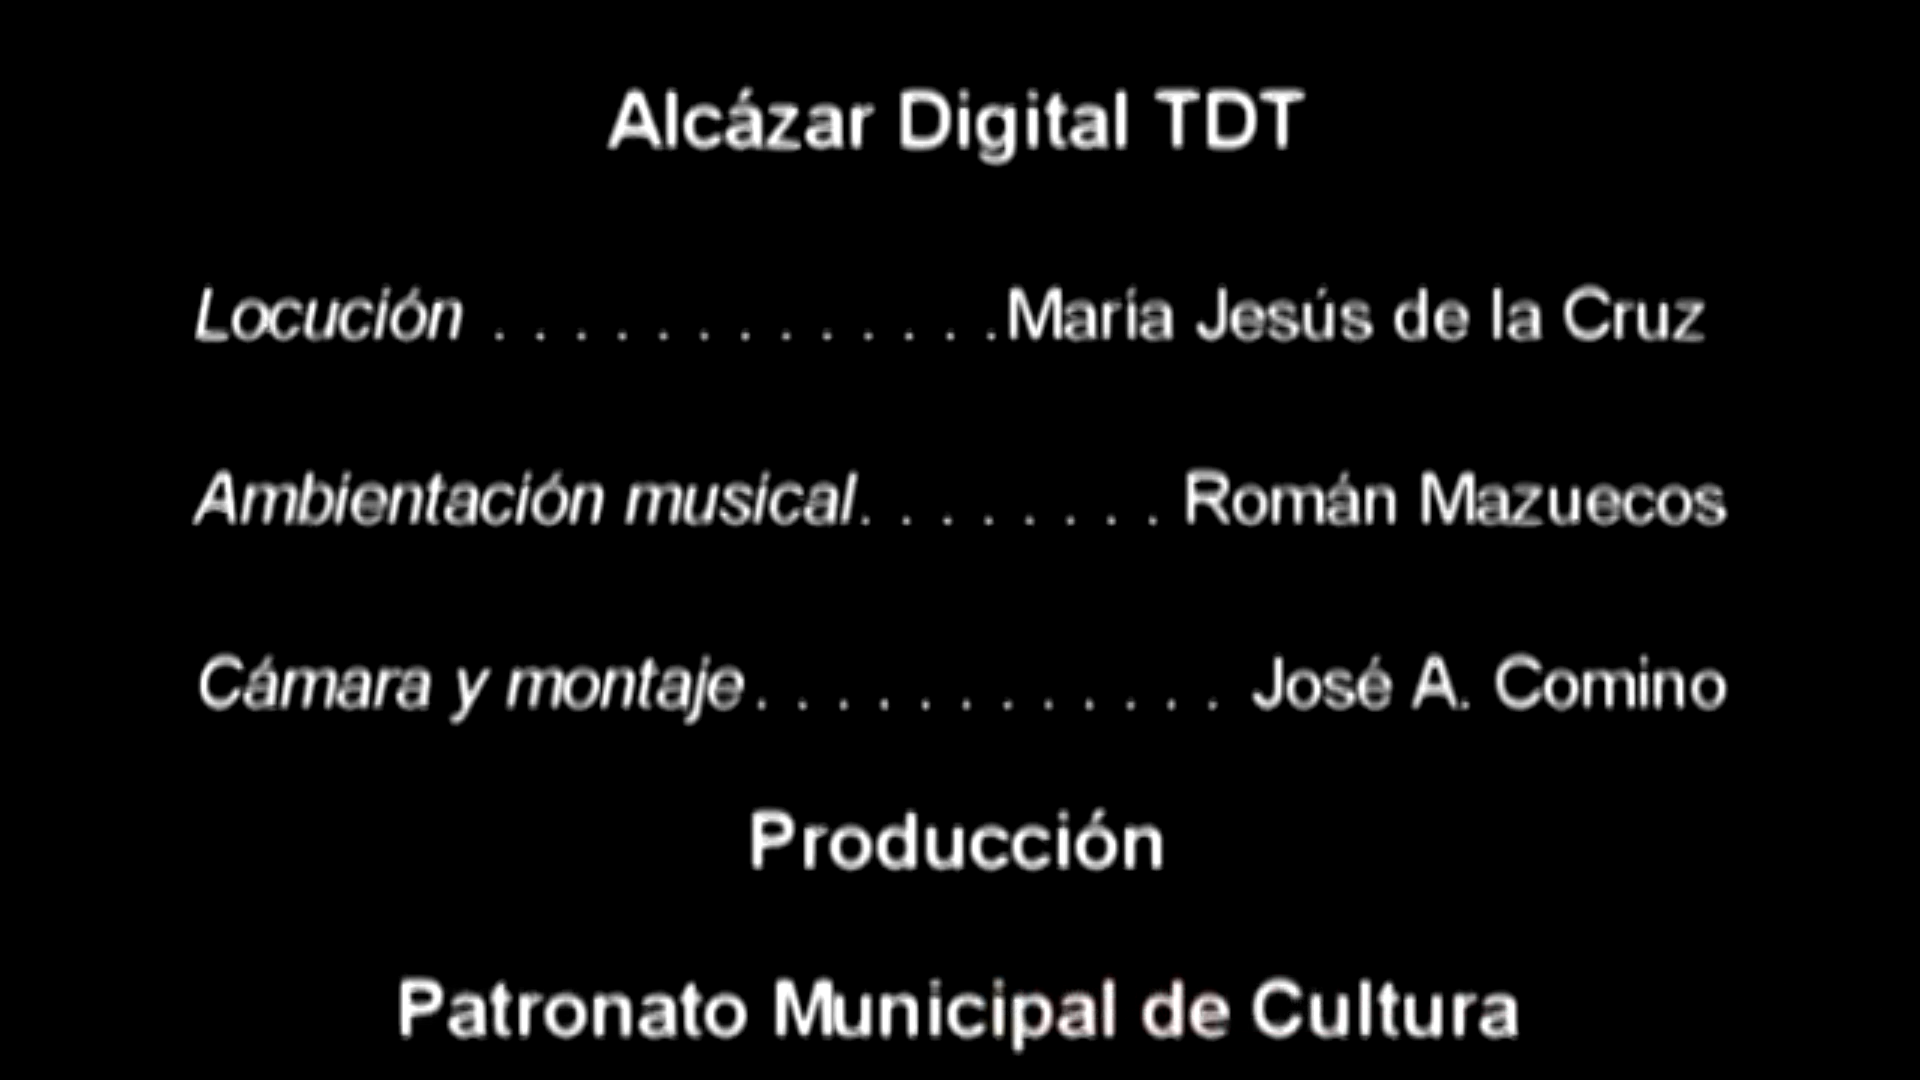 Alcázar Digital TDT
Locución . . . . . . . . . . . . .María Jesús de la Cruz
Ambientación musical. . . . . . . . Román Mazuecos
Cámara y montaje. . . . . . . . . . . . José A. Comino
Producción
Patronato Municipal de Cultura